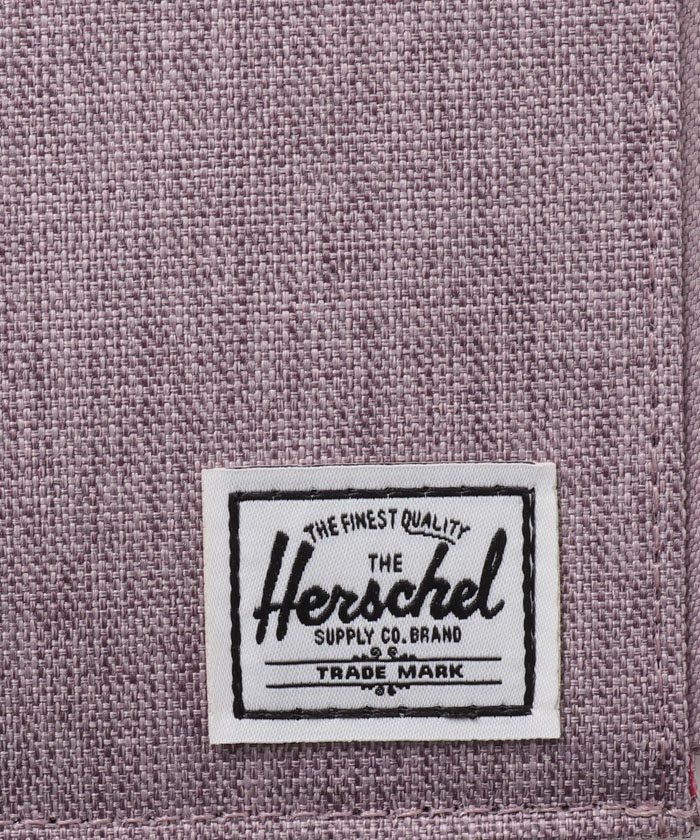 THE FINEST QUALITY
THE
Herschel
SUPPLY CO. BRAND
TRADE MARK